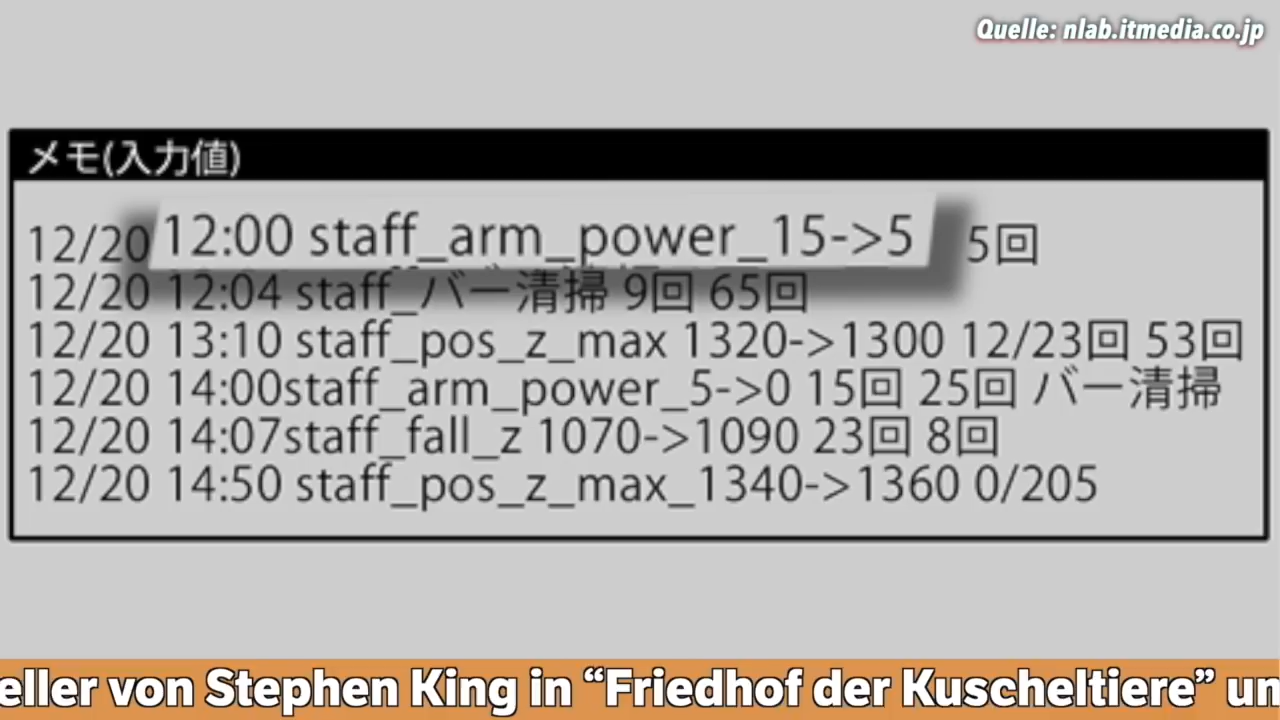 Quelle: nlab.itmedia.co.jp
メモ(入力値)
12/20 12:00 staff_arm_power_15->5 5回
12/20 12:04 staff_バー清掃 9回 65回
12/20 13:10 staff_pos_z_max 1320->1300 12/23回 53回
12/20 14:00staff_arm_power_5->0 15回 25回 バー清掃
12/20 14:07staff_fall_z 1070->1090 23回 8回
12/20 14:50 staff_pos_z_max_1340->1360 0/205
eller von Stephen King in “Friedhof der Kuscheltiere” un